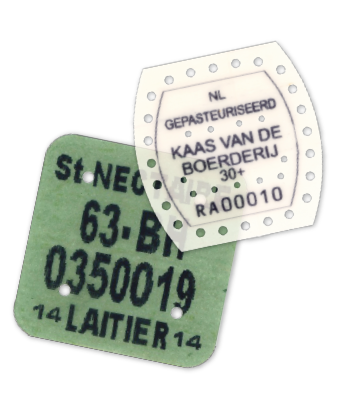 NL
GEPASTEURISEERD
KAAS VAN DE
BOERDERIJ
30+
RA00010
St NEC
63-BH
0350019
14 LAITIER 14